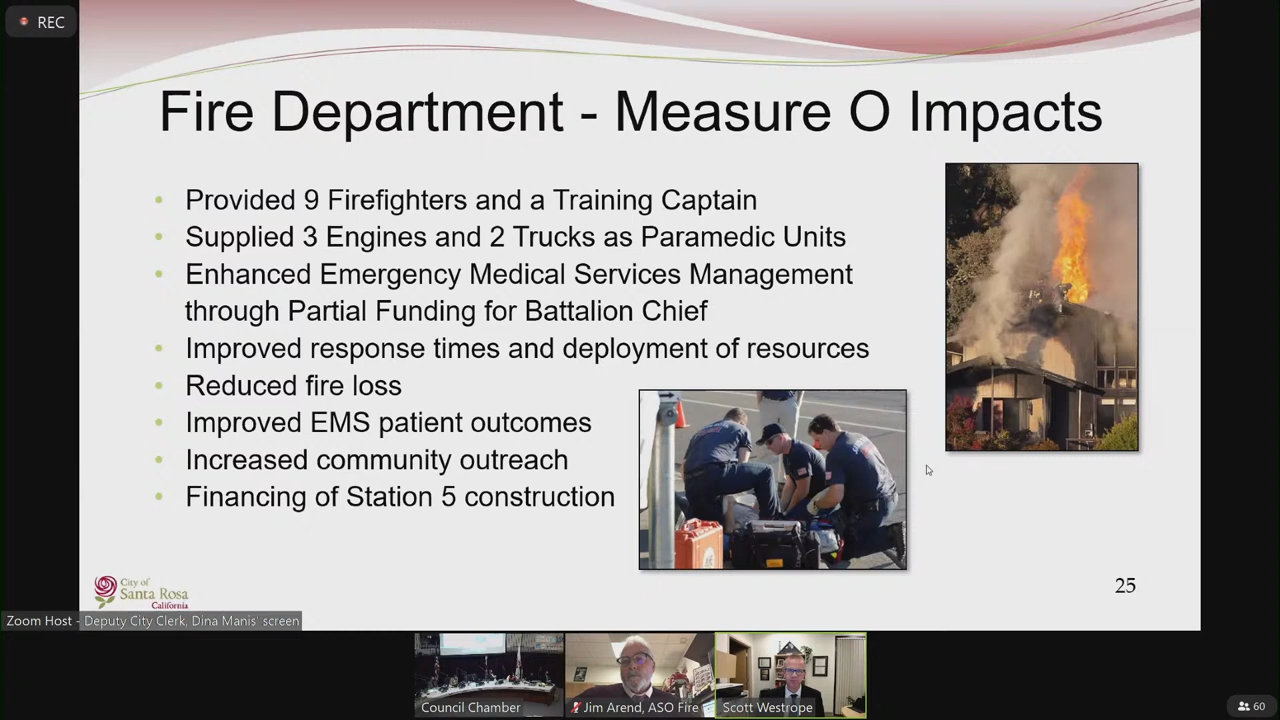 REC
Fire Department - Measure O Impacts
• Provided 9 Firefighters and a Training Captain
• Supplied 3 Engines and 2 Trucks as Paramedic Units
• Enhanced Emergency Medical Services Management
through Partial Funding for Battalion Chief
• Improved response times and deployment of resources
• Reduced fire loss
• Improved EMS patient outcomes
• Increased community outreach
• Financing of Station 5 construction
City of
Santa Rosa
California
25
Zoom Host - Deputy City Clerk, Dina Manis' screen
Council Chamber
Jim Arend, ASO Fire
Scott Westrope
60